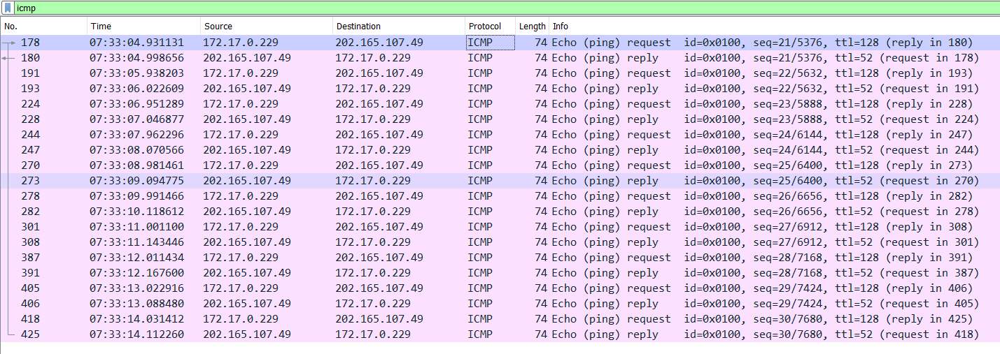 icmp
No. Time Source Destination Protocol Length Info
178 07:33:04.931131 172.17.0.229 202.165.107.49 ICMP 74 Echo (ping) request id=0x0100, seq=21/5376, ttl=128 (reply in 180)
180 07:33:04.998656 202.165.107.49 172.17.0.229 ICMP 74 Echo (ping) reply id=0x0100, seq=21/5376, ttl=52 (request in 178)
191 07:33:05.938203 172.17.0.229 202.165.107.49 ICMP 74 Echo (ping) request id=0x0100, seq=22/5632, ttl=128 (reply in 193)
193 07:33:06.022609 202.165.107.49 172.17.0.229 ICMP 74 Echo (ping) reply id=0x0100, seq=22/5632, ttl=52 (request in 191)
224 07:33:06.951289 172.17.0.229 202.165.107.49 ICMP 74 Echo (ping) request id=0x0100, seq=23/5888, ttl=128 (reply in 228)
228 07:33:07.046877 202.165.107.49 172.17.0.229 ICMP 74 Echo (ping) reply id=0x0100, seq=23/5888, ttl=52 (request in 224)
244 07:33:07.962296 172.17.0.229 202.165.107.49 ICMP 74 Echo (ping) request id=0x0100, seq=24/6144, ttl=128 (reply in 247)
247 07:33:08.070566 202.165.107.49 172.17.0.229 ICMP 74 Echo (ping) reply id=0x0100, seq=24/6144, ttl=52 (request in 244)
270 07:33:08.981461 172.17.0.229 202.165.107.49 ICMP 74 Echo (ping) request id=0x0100, seq=25/6400, ttl=128 (reply in 273)
273 07:33:09.094775 202.165.107.49 172.17.0.229 ICMP 74 Echo (ping) reply id=0x0100, seq=25/6400, ttl=52 (request in 270)
278 07:33:09.991466 172.17.0.229 202.165.107.49 ICMP 74 Echo (ping) request id=0x0100, seq=26/6656, ttl=128 (reply in 282)
282 07:33:10.118612 202.165.107.49 172.17.0.229 ICMP 74 Echo (ping) reply id=0x0100, seq=26/6656, ttl=52 (request in 278)
301 07:33:11.001100 172.17.0.229 202.165.107.49 ICMP 74 Echo (ping) request id=0x0100, seq=27/6912, ttl=128 (reply in 308)
308 07:33:11.143446 202.165.107.49 172.17.0.229 ICMP 74 Echo (ping) reply id=0x0100, seq=27/6912, ttl=52 (request in 301)
387 07:33:12.011434 172.17.0.229 202.165.107.49 ICMP 74 Echo (ping) request id=0x0100, seq=28/7168, ttl=128 (reply in 391)
391 07:33:12.167600 202.165.107.49 172.17.0.229 ICMP 74 Echo (ping) reply id=0x0100, seq=28/7168, ttl=52 (request in 387)
405 07:33:13.022916 172.17.0.229 202.165.107.49 ICMP 74 Echo (ping) request id=0x0100, seq=29/7424, ttl=128 (reply in 406)
406 07:33:13.088480 202.165.107.49 172.17.0.229 ICMP 74 Echo (ping) reply id=0x0100, seq=29/7424, ttl=52 (request in 405)
418 07:33:14.031412 172.17.0.229 202.165.107.49 ICMP 74 Echo (ping) request id=0x0100, seq=30/7680, ttl=128 (reply in 425)
425 07:33:14.112260 202.165.107.49 172.17.0.229 ICMP 74 Echo (ping) reply id=0x0100, seq=30/7680, ttl=52 (request in 418)